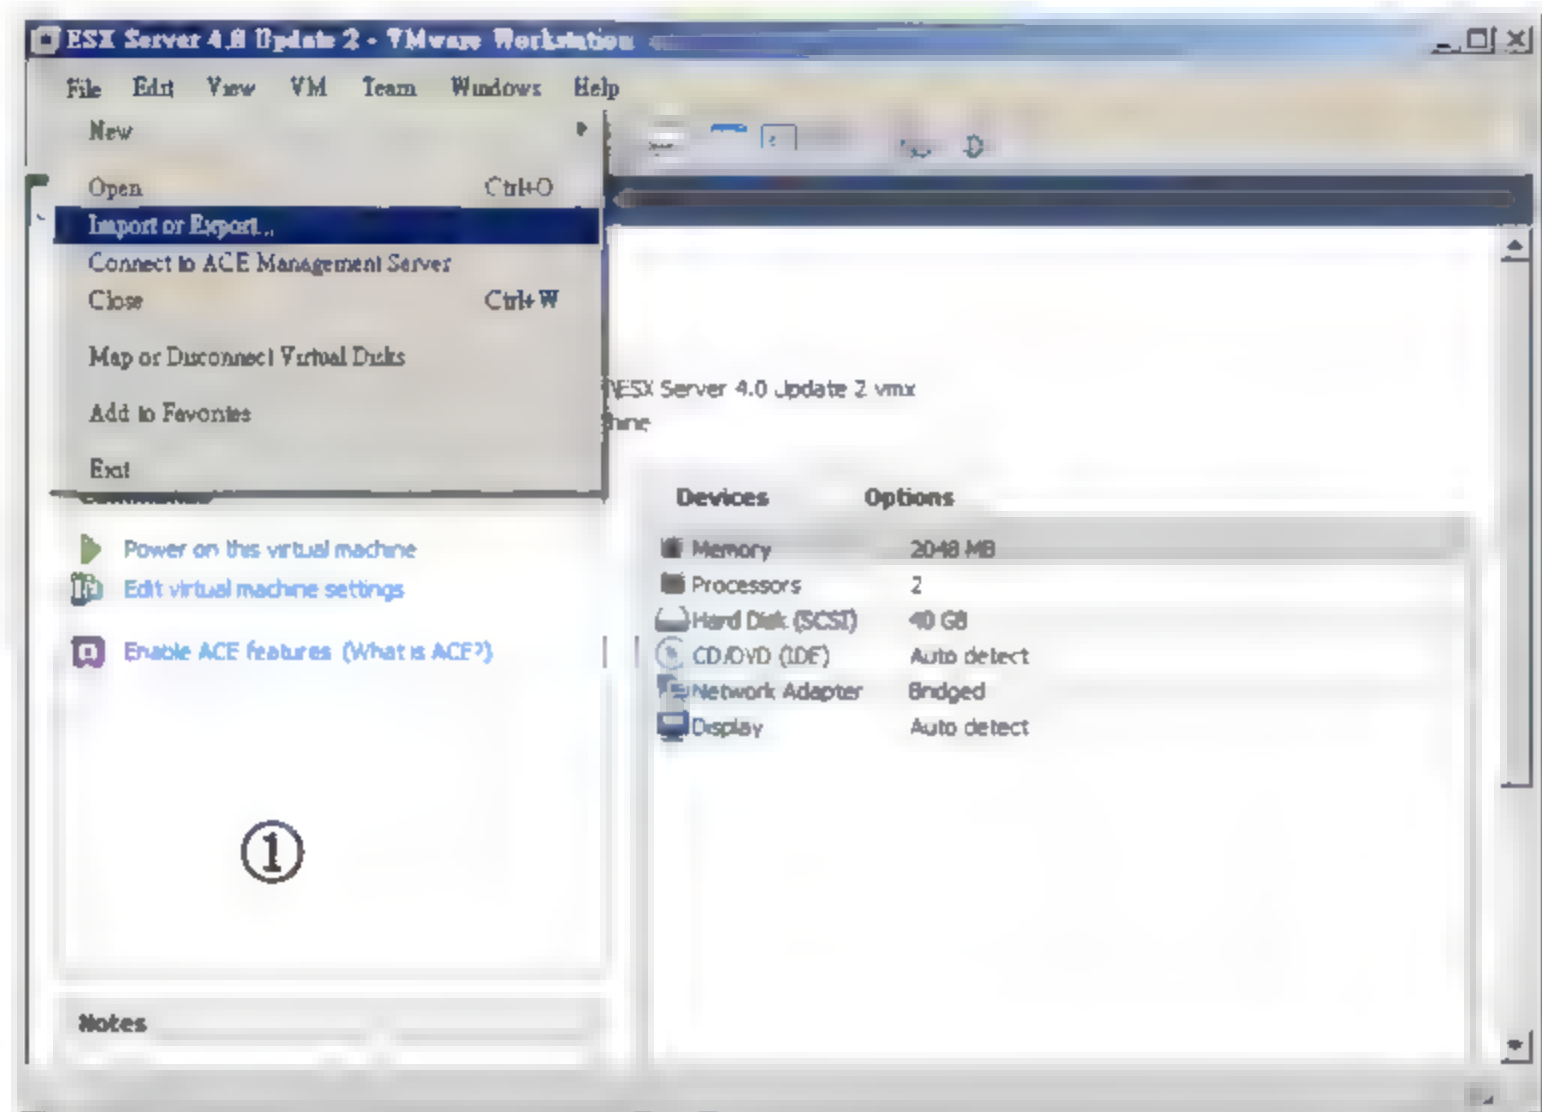 ESX Server 4.0 Update 2 - VMware Workstation
File Edit View VM Team Windows Help
New
Open Ctrl+O
Import or Export...
Connect to ACE Management Server
Close Ctrl+W
Map or Disconnect Virtual Disks
Add to Favorites
Exit
ESX Server 4.0 Update 2 vmx
hine
Devices Options
Power on this virtual machine
Edit virtual machine settings
Enable ACE features (What is ACE?)
Memory 2048 MB
Processors 2
Hard Disk (SCSI) 40 GB
CD/DVD (IDE) Auto detect
Network Adapter Bridged
Display Auto detect
①
Notes